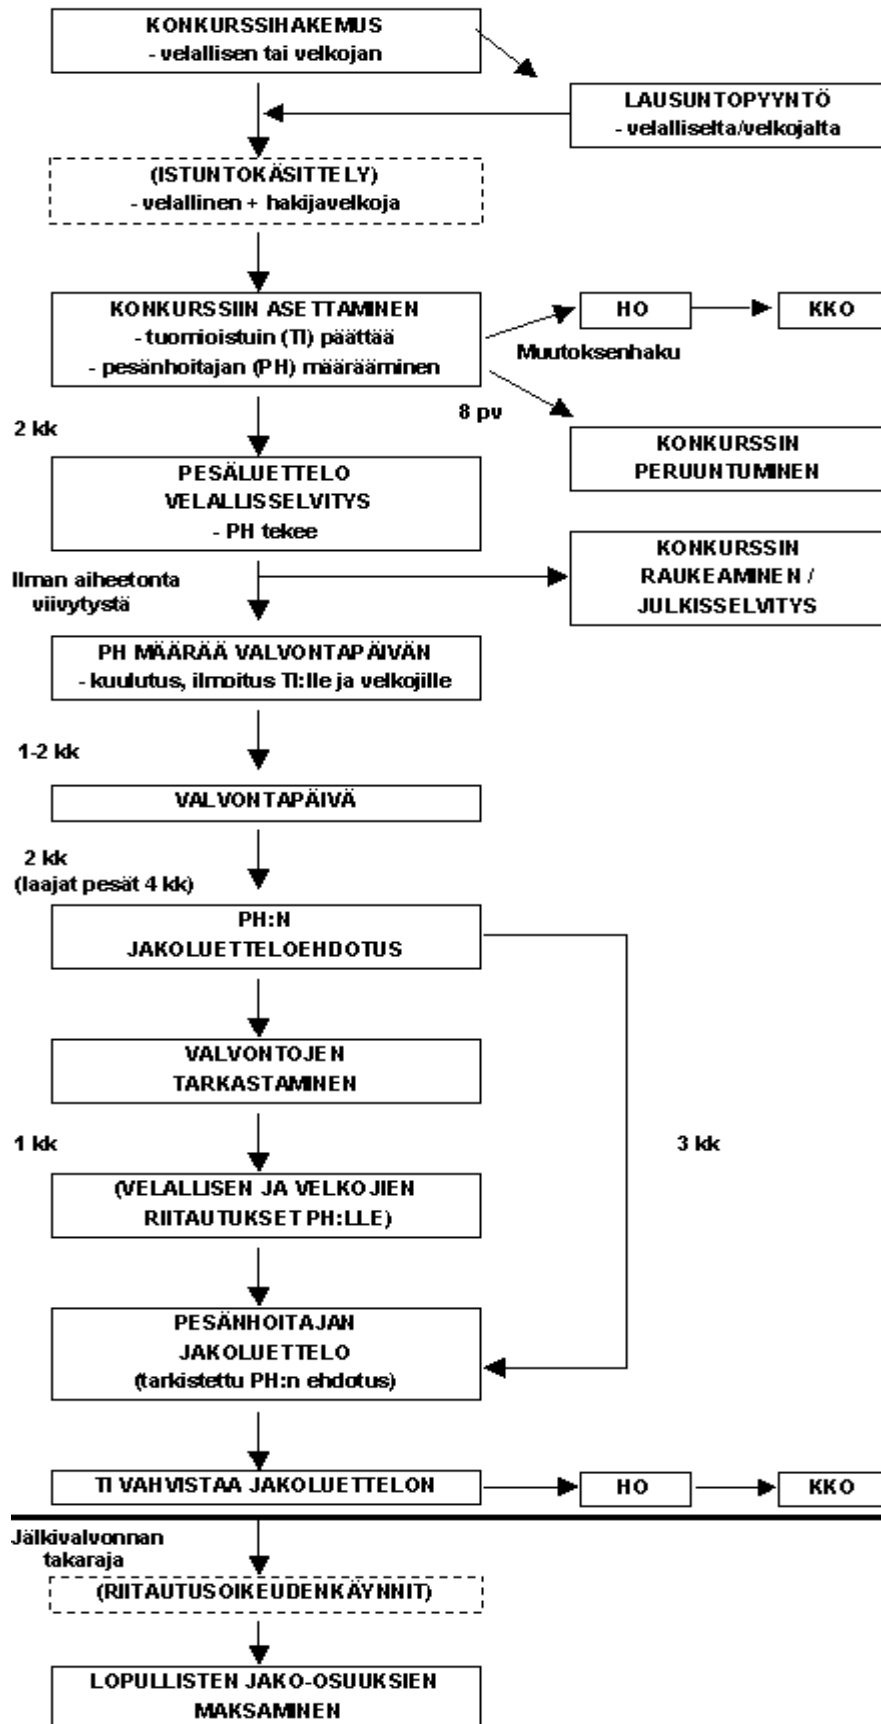 KONKURSSIHAKEMUS
- velallisen tai velkojan
LAUSUNTOPYYNTÖ
- velalliselta/velkojalta
(ISTUNTOKÄSITTELY)
- velallinen + hakijavelkoja
KONKURSSIIN ASETTAMINEN
- tuomioistuin (TI) päättää
- pesänhoitajan (PH) määrääminen
HO
KKO
Muutoksenhaku
8 pv
2 kk
KONKURSSIN
PERUUNTUMINEN
PESÄLUETTELO
VELALLISSELVITYS
- PH tekee
KONKURSSIN
RAUKEAMINEN /
JULKISSELVITYS
Ilman aiheetonta
viivytystä
PH MÄÄRÄÄ VALVONTAPÄIVÄN
- kuulutus, ilmoitus TI:lle ja velkojille
1-2 kk
VALVONTAPÄIVÄ
2 kk
(laajat pesät 4 kk)
PH:N
JAKOLUETTELOEHDOTUS
VALVONTOJEN
TARKASTAMINEN
1 kk
3 kk
(VELALLISEN JA VELKOJIEN
RIITAUTUKSET PH:LLE)
PESÄNHOITAJAN
JAKOLUETTELO
(tarkistettu PH:n ehdotus)
TI VAHVISTAA JAKOLUETTELON
HO
KKO
Jälkivalvonnan
takaraja
(RIITAUTUSOIKEUDENKÄYNNIT)
LOPULLISTEN JAKO-OSUUKSIEN
MAKSAMINEN